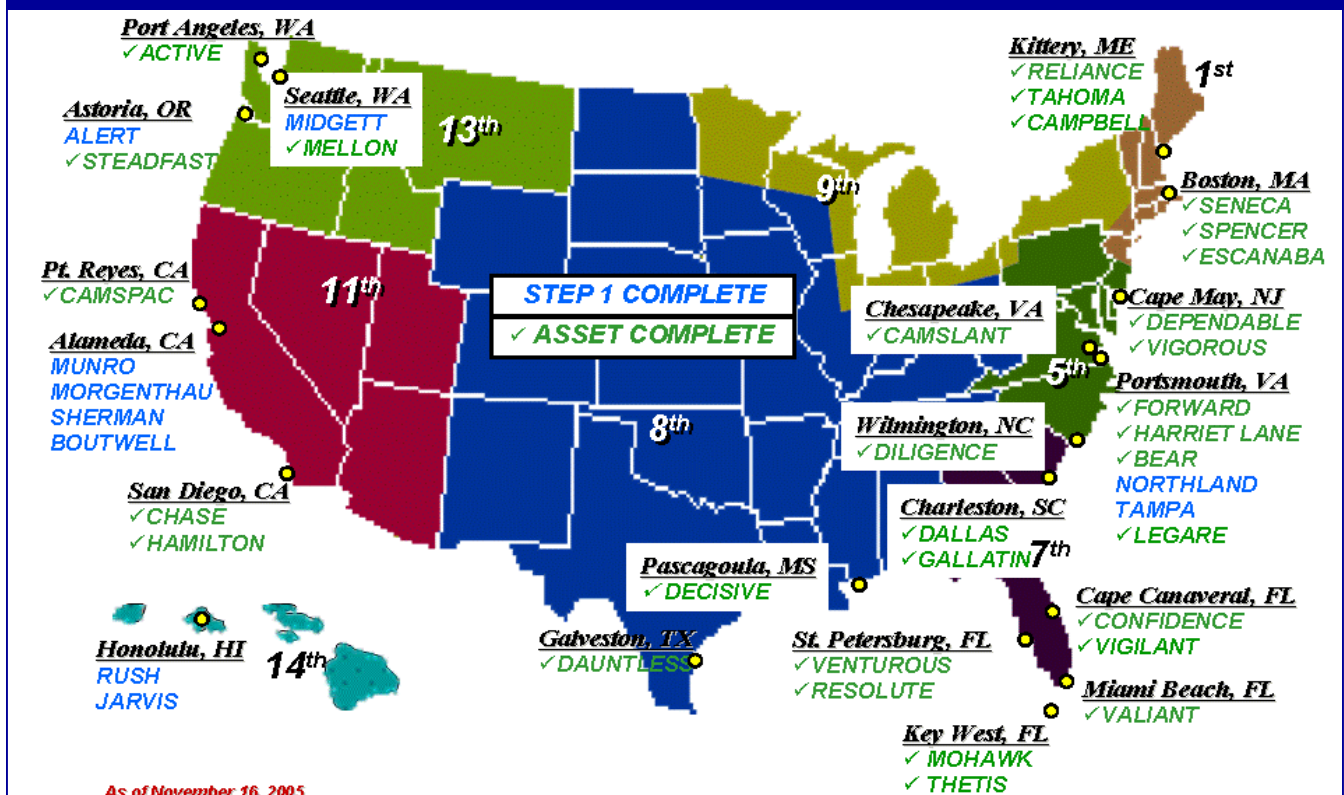 Port Angeles, WA
✓ACTIVE
Seattle, WA
MIDGETT
✓MELLON
Astoria, OR
ALERT
✓STEADFAST
13th
Kittery, ME
✓RELIANCE
✓TAHOMA
✓CAMPBELL
1st
9th
Boston, MA
✓SENECA
✓SPENCER
✓ESCANABA
Pt. Reyes, CA
✓CAMSPAC
11th
STEP 1 COMPLETE
✓ ASSET COMPLETE
Chesapeake, VA
✓CAMSLANT
Cape May, NJ
✓DEPENDABLE
✓VIGOROUS
Alameda, CA
MUNRO
MORGENTHAU
SHERMAN
BOUTWELL
5th
Portsmouth, VA
✓FORWARD
✓HARRIET LANE
✓BEAR
NORTHLAND
TAMPA
✓LEGARE
8th
Wilmington, NC
✓DILIGENCE
San Diego, CA
✓CHASE
✓HAMILTON
Charleston, SC
✓DALLAS
✓GALLATIN
7th
Pascagoula, MS
✓DECISIVE
Cape Canaveral, FL
✓CONFIDENCE
✓VIGILANT
Honolulu, HI
RUSH
JARVIS
14th
Galveston, TX
✓DAUNTLESS
St. Petersburg, FL
✓VENTUROUS
✓RESOLUTE
Miami Beach, FL
✓VALIANT
Key West, FL
✓ MOHAWK
✓ THETIS
As of November 16, 2005